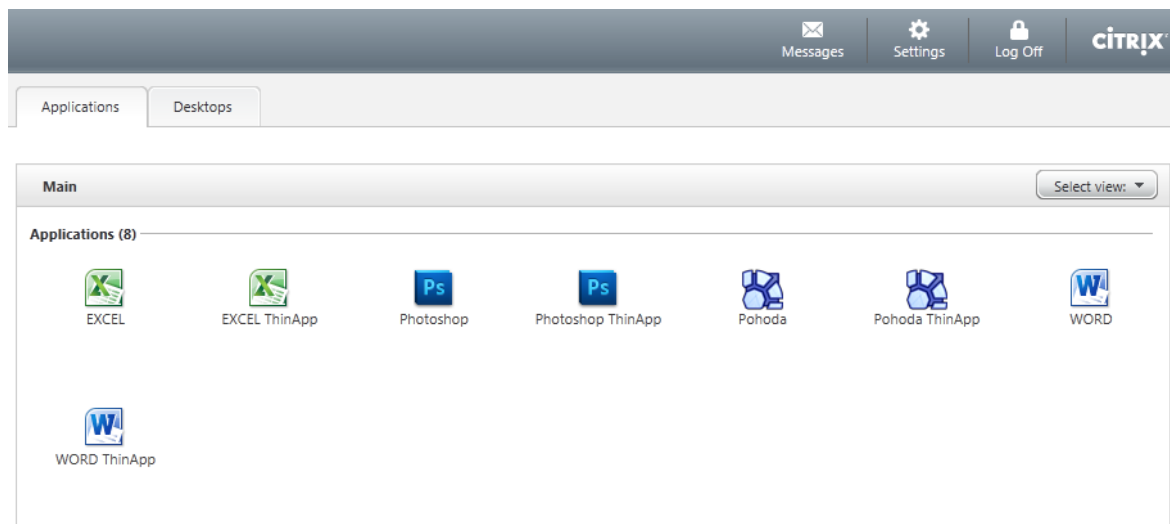 Messages Settings Log Off CITRIX
Applications Desktops
Main Select view:
Applications (8)
Ps Ps W
EXCEL EXCEL ThinApp Photoshop Photoshop ThinApp Pohoda Pohoda ThinApp WORD
W
WORD ThinApp